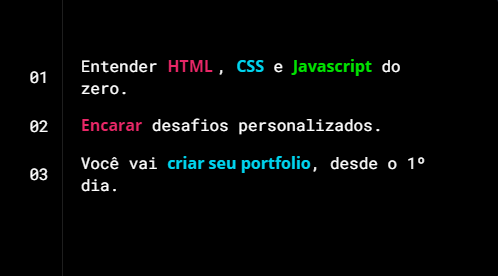 01 Entender HTML , CSS e Javascript do
zero.
02 Encarar desafios personalizados.
03 Você vai criar seu portfolio, desde o 1º
dia.